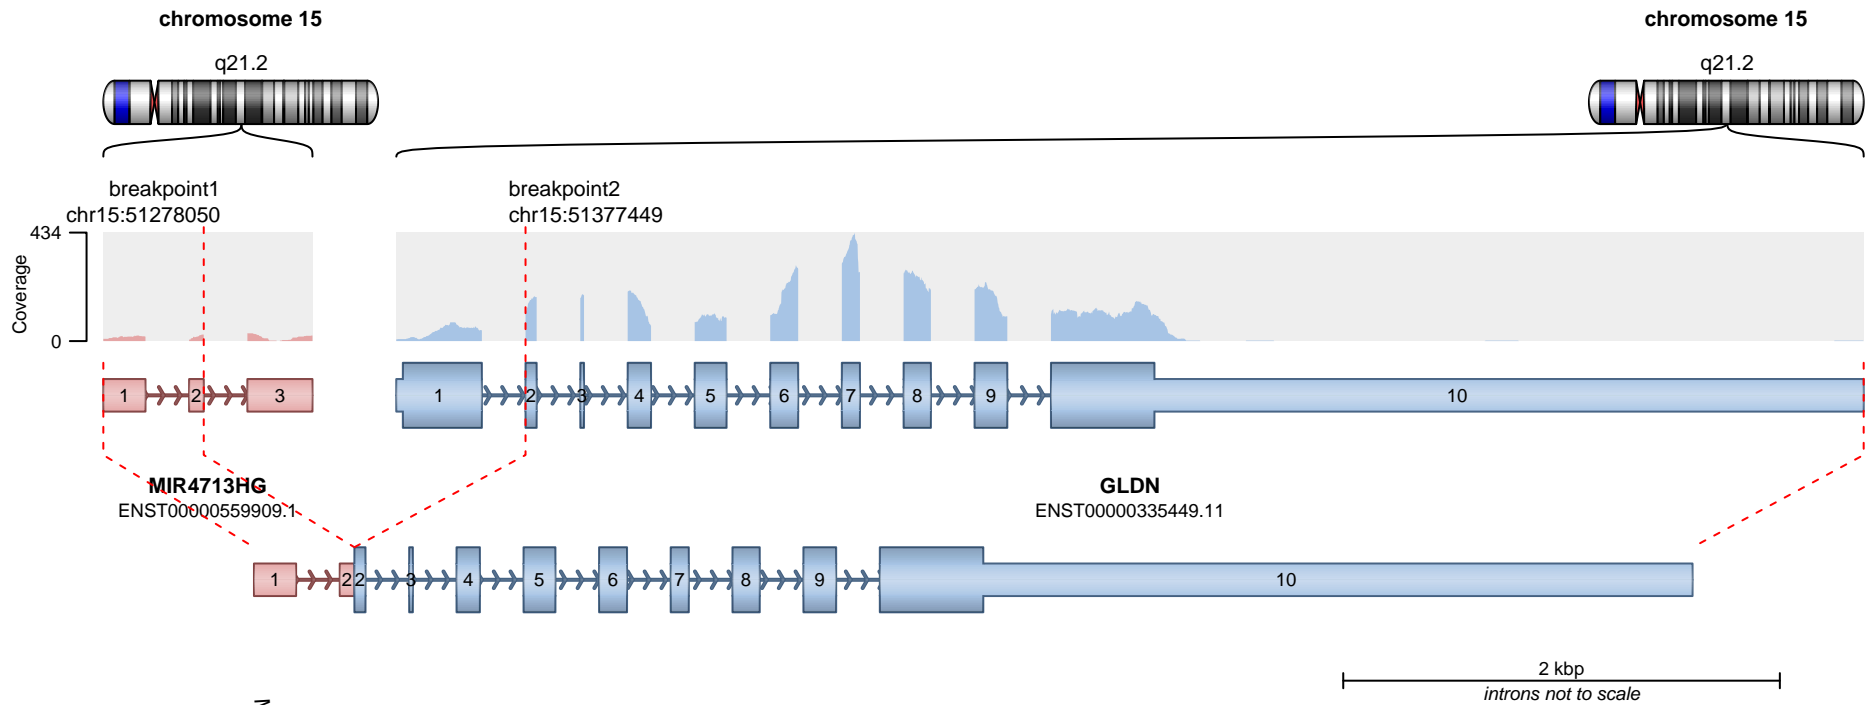 chromosome 15
chromosome 15
q21.2
q21.2
breakpoint1
chr15:51278050
breakpoint2
chr15:51377449
Coverage
434
0
1 2 3
1 2 3 4 5 6 7 8 9 10
MIR4713HG
ENST00000559909.1
GLDN
ENST00000335449.11
1 2 2 3 4 5 6 7 8 9 10
2 kbp
introns not to scale